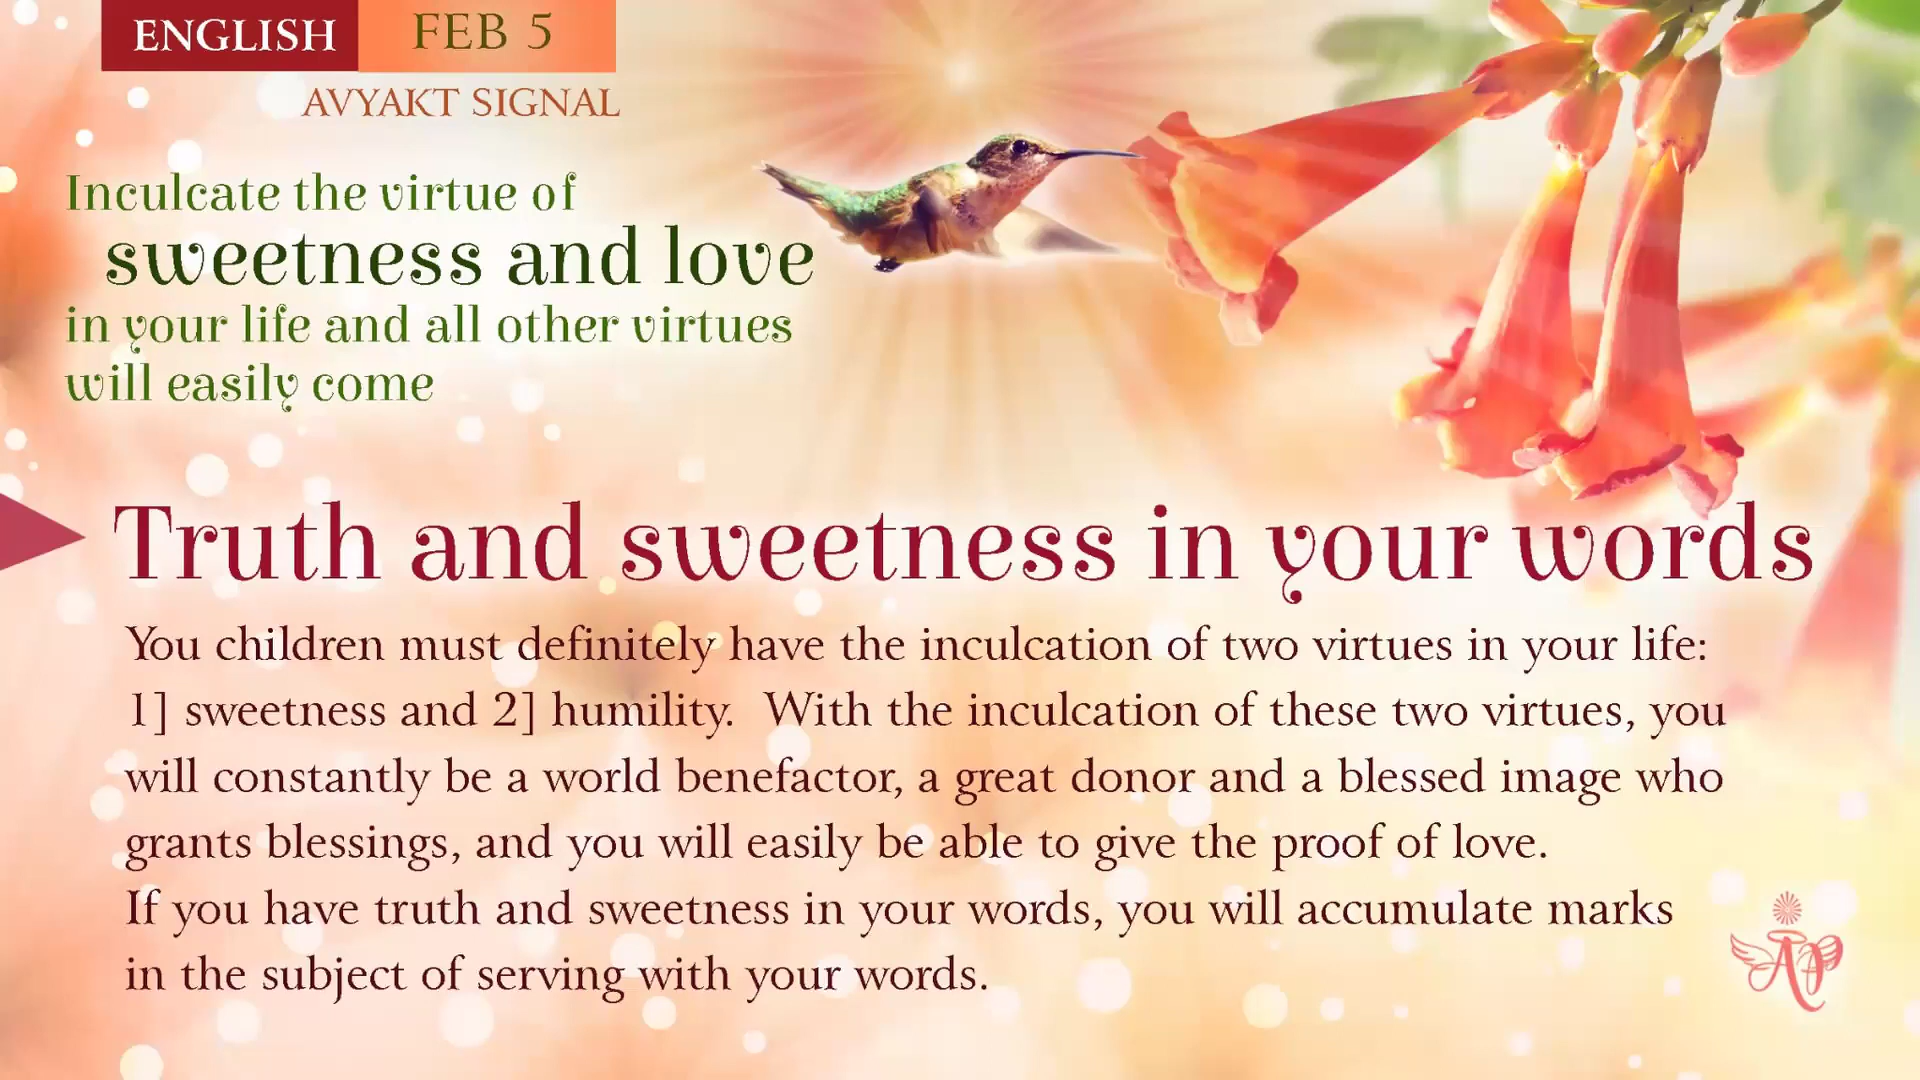 ENGLISH
FEB 5
AVYAKT SIGNAL
Inculcate the virtue of
sweetness and love
in your life and all other virtues
will easily come
Truth and sweetness in your words
You children must definitely have the inculcation of two virtues in your life:
1] sweetness and 2] humility.  With the inculcation of these two virtues, you
will constantly be a world benefactor, a great donor and a blessed image who
grants blessings, and you will easily be able to give the proof of love.
If you have truth and sweetness in your words, you will accumulate marks
in the subject of serving with your words.